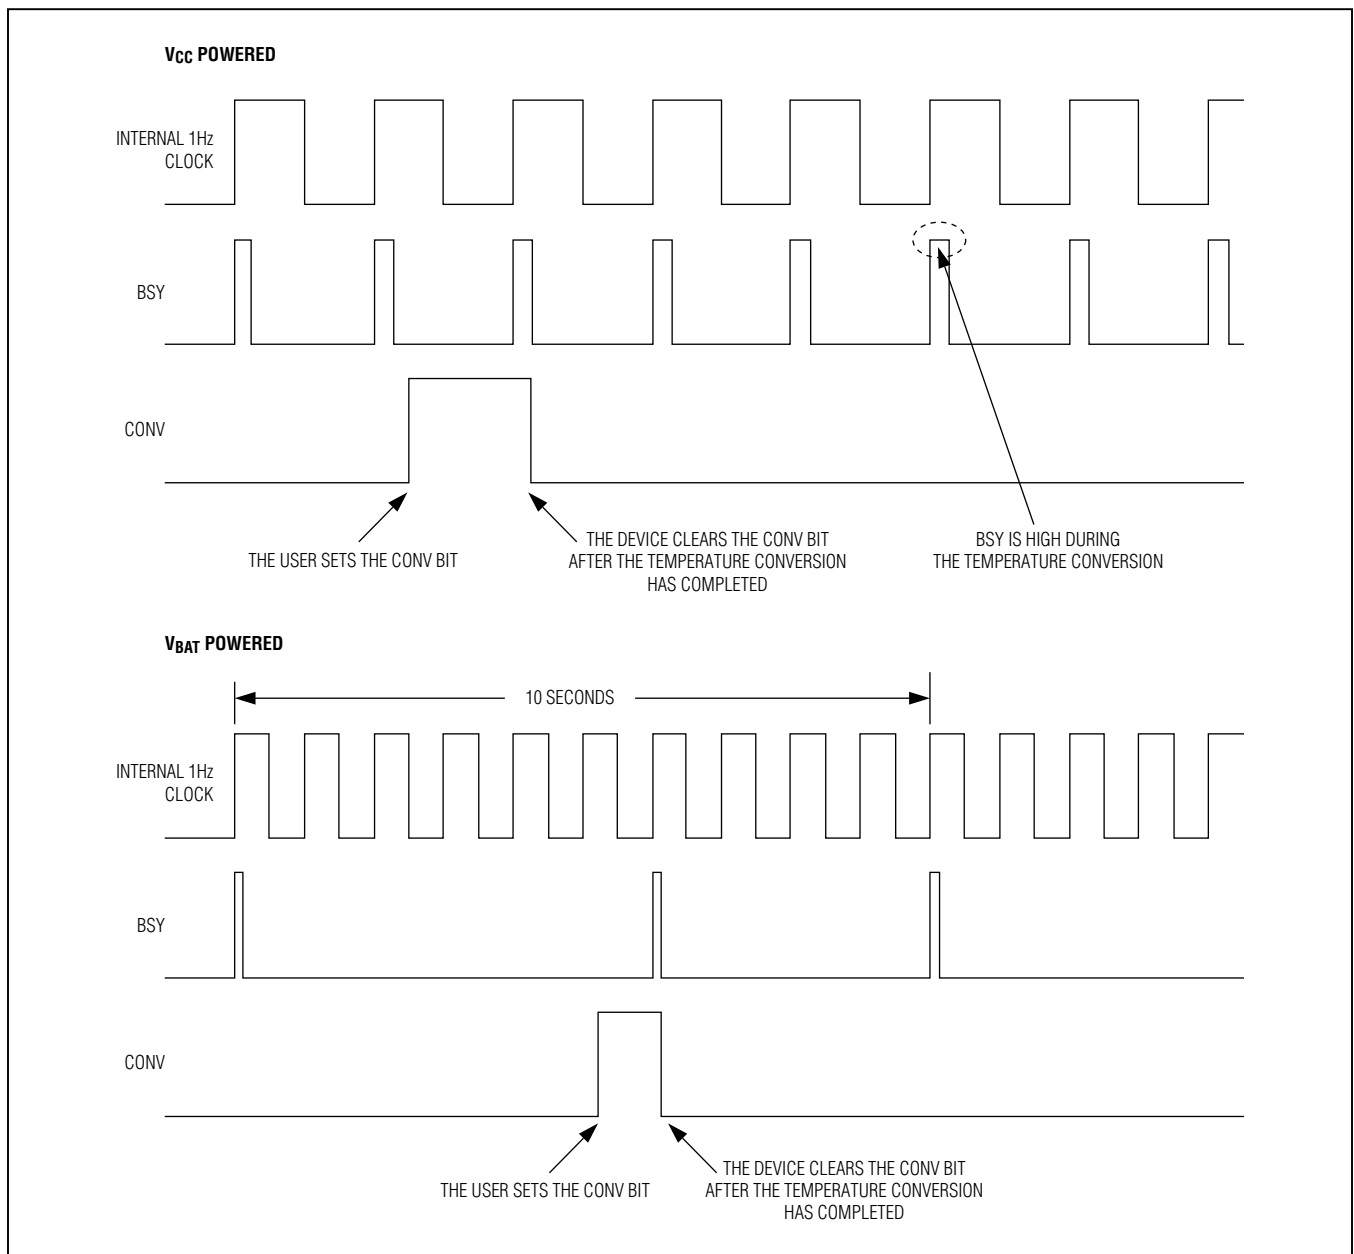 VCC POWERED
INTERNAL 1Hz
CLOCK
BSY
CONV
THE USER SETS THE CONV BIT
THE DEVICE CLEARS THE CONV BIT
AFTER THE TEMPERATURE CONVERSION
HAS COMPLETED
BSY IS HIGH DURING
THE TEMPERATURE CONVERSION
VBAT POWERED
10 SECONDS
INTERNAL 1Hz
CLOCK
BSY
CONV
THE USER SETS THE CONV BIT
THE DEVICE CLEARS THE CONV BIT
AFTER THE TEMPERATURE CONVERSION
HAS COMPLETED